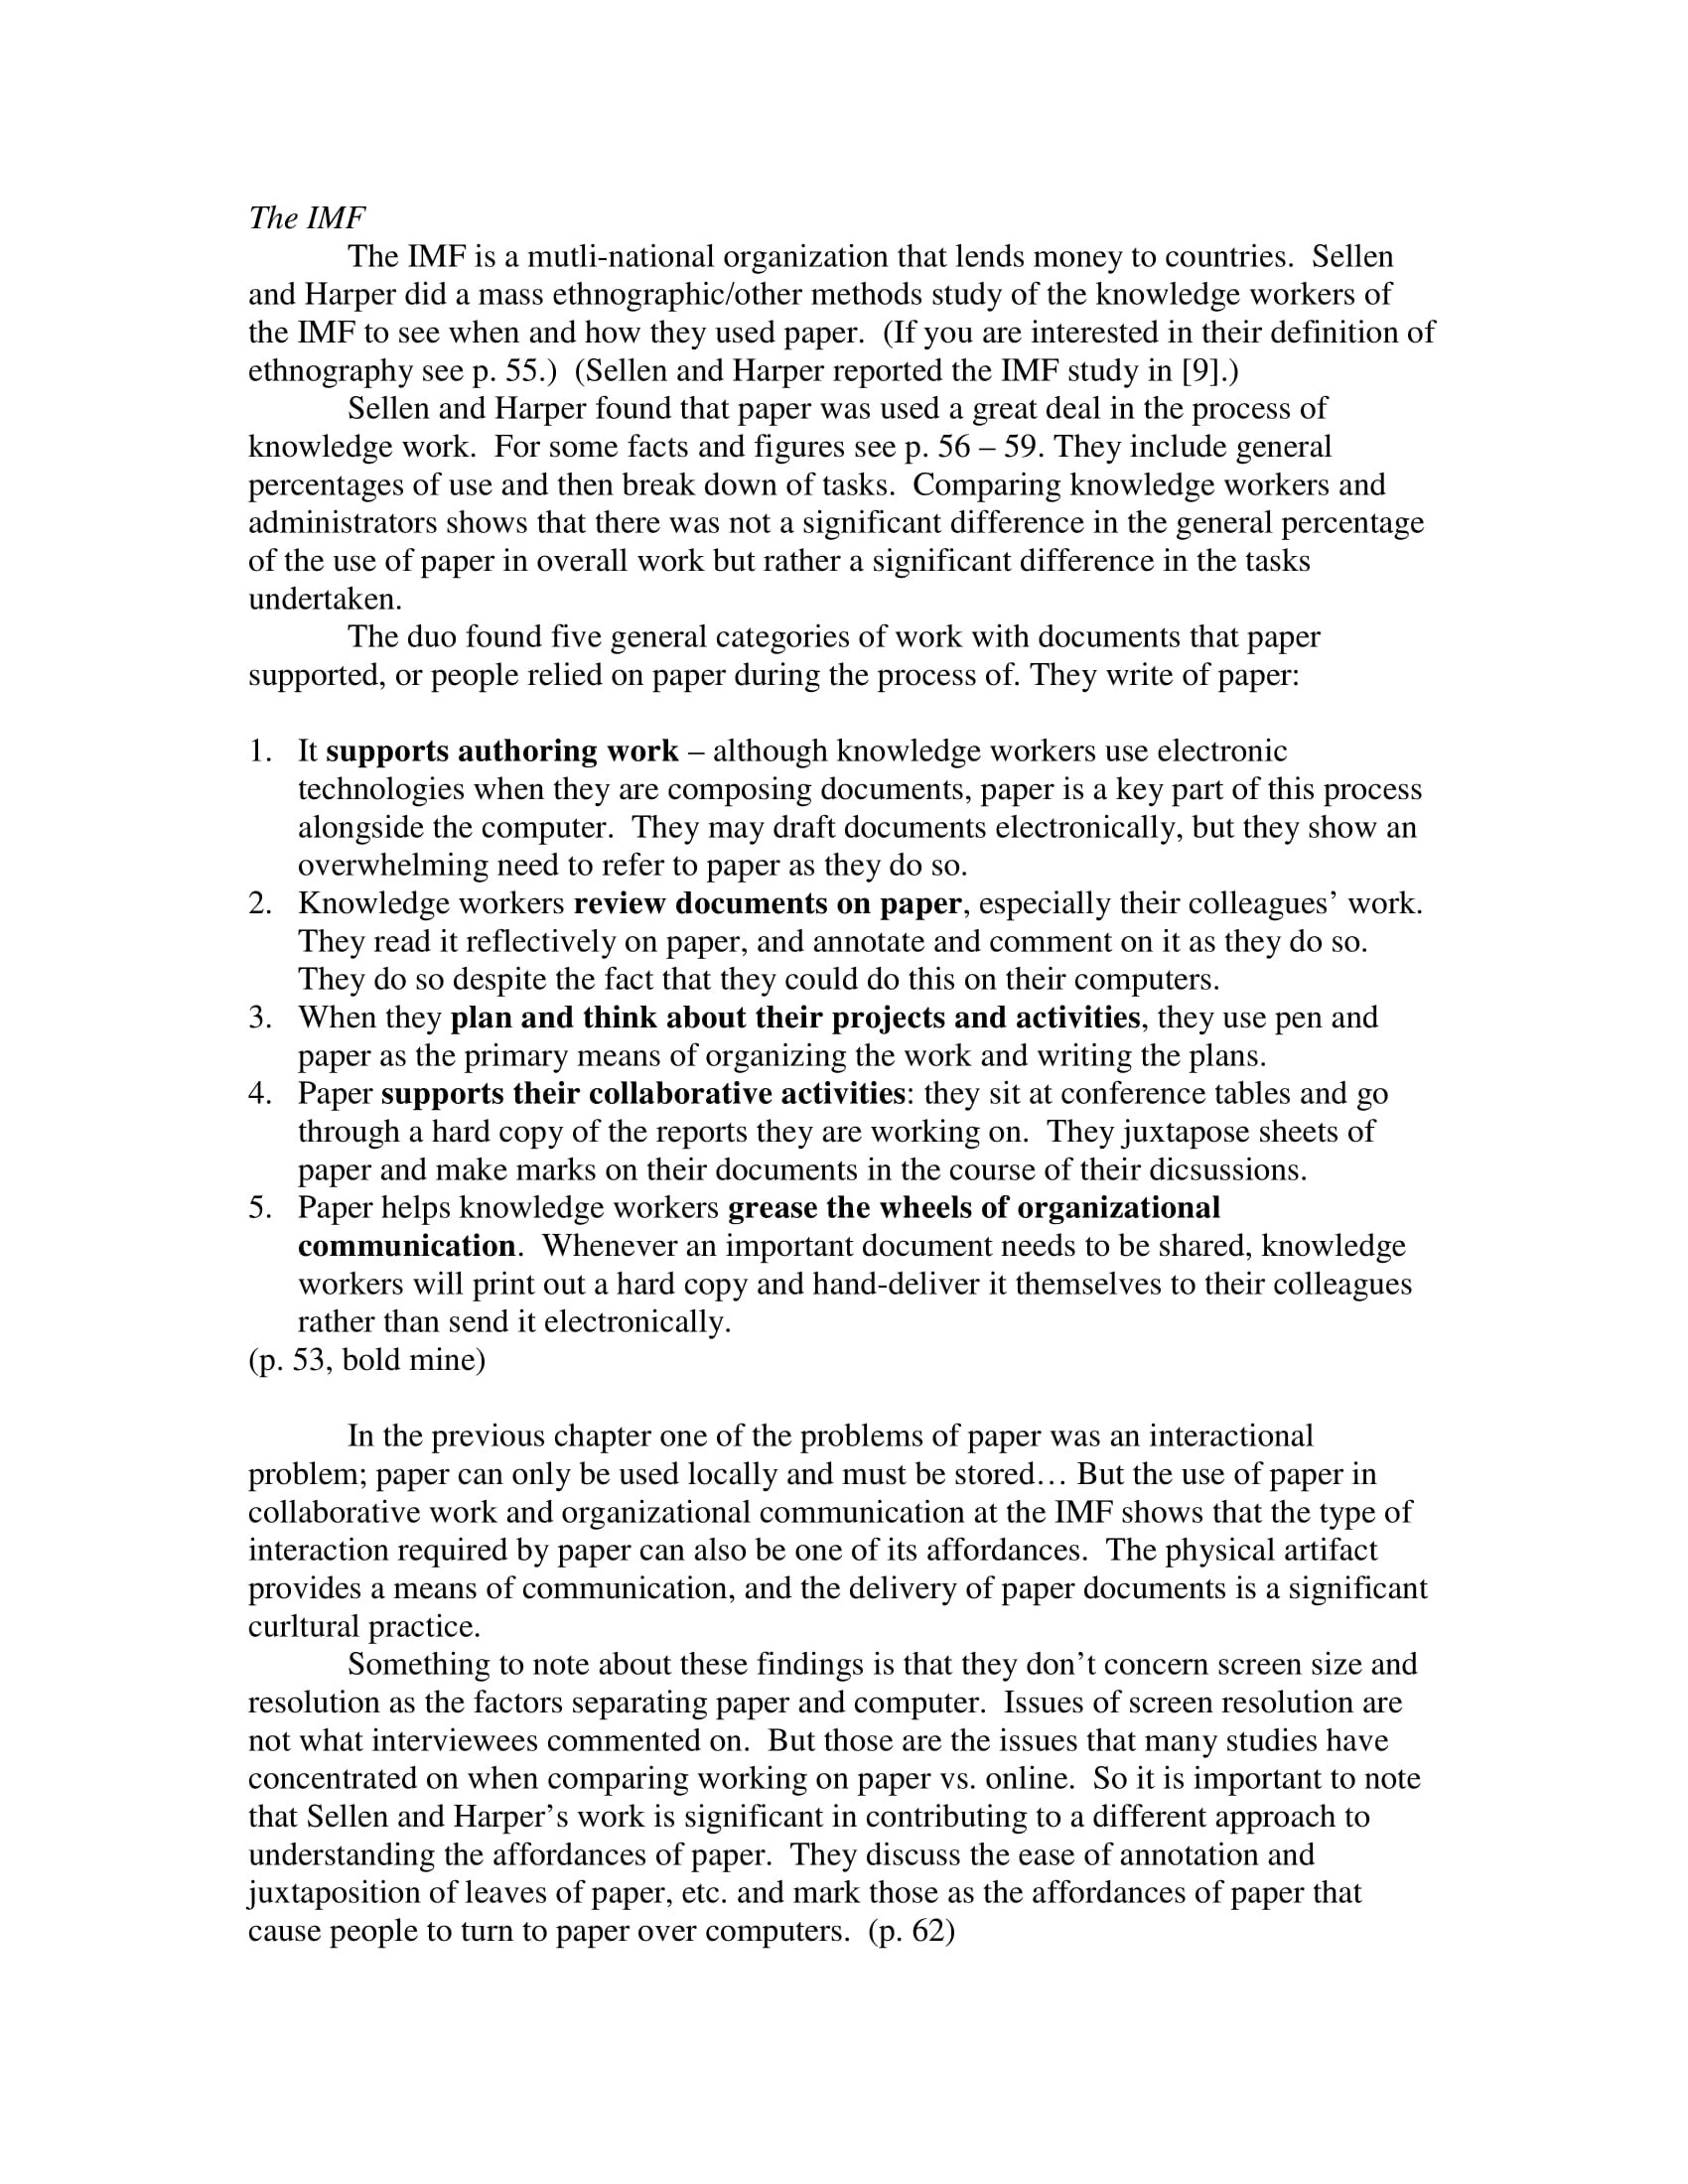 The IMF
The IMF is a mutli-national organization that lends money to countries.  Sellen
and Harper did a mass ethnographic/other methods study of the knowledge workers of
the IMF to see when and how they used paper.  (If you are interested in their definition of
ethnography see p. 55.)  (Sellen and Harper reported the IMF study in [9].)
Sellen and Harper found that paper was used a great deal in the process of
knowledge work.  For some facts and figures see p. 56 – 59. They include general
percentages of use and then break down of tasks.  Comparing knowledge workers and
administrators shows that there was not a significant difference in the general percentage
of the use of paper in overall work but rather a significant difference in the tasks
undertaken.
The duo found five general categories of work with documents that paper
supported, or people relied on paper during the process of. They write of paper:
1. It supports authoring work – although knowledge workers use electronic
technologies when they are composing documents, paper is a key part of this process
alongside the computer.  They may draft documents electronically, but they show an
overwhelming need to refer to paper as they do so.
2. Knowledge workers review documents on paper, especially their colleagues’ work.
They read it reflectively on paper, and annotate and comment on it as they do so.
They do so despite the fact that they could do this on their computers.
3. When they plan and think about their projects and activities, they use pen and
paper as the primary means of organizing the work and writing the plans.
4. Paper supports their collaborative activities: they sit at conference tables and go
through a hard copy of the reports they are working on.  They juxtapose sheets of
paper and make marks on their documents in the course of their dicsussions.
5. Paper helps knowledge workers grease the wheels of organizational
communication.  Whenever an important document needs to be shared, knowledge
workers will print out a hard copy and hand-deliver it themselves to their colleagues
rather than send it electronically.
(p. 53, bold mine)
In the previous chapter one of the problems of paper was an interactional
problem; paper can only be used locally and must be stored… But the use of paper in
collaborative work and organizational communication at the IMF shows that the type of
interaction required by paper can also be one of its affordances.  The physical artifact
provides a means of communication, and the delivery of paper documents is a significant
curltural practice.
Something to note about these findings is that they don’t concern screen size and
resolution as the factors separating paper and computer.  Issues of screen resolution are
not what interviewees commented on.  But those are the issues that many studies have
concentrated on when comparing working on paper vs. online.  So it is important to note
that Sellen and Harper’s work is significant in contributing to a different approach to
understanding the affordances of paper.  They discuss the ease of annotation and
juxtaposition of leaves of paper, etc. and mark those as the affordances of paper that
cause people to turn to paper over computers.  (p. 62)